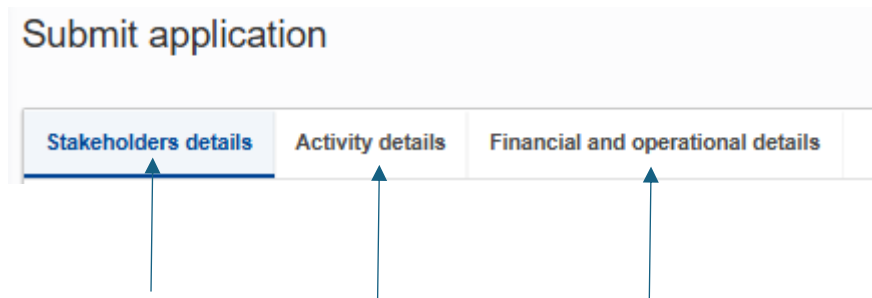 Submit application
Stakeholders details Activity details Financial and operational details